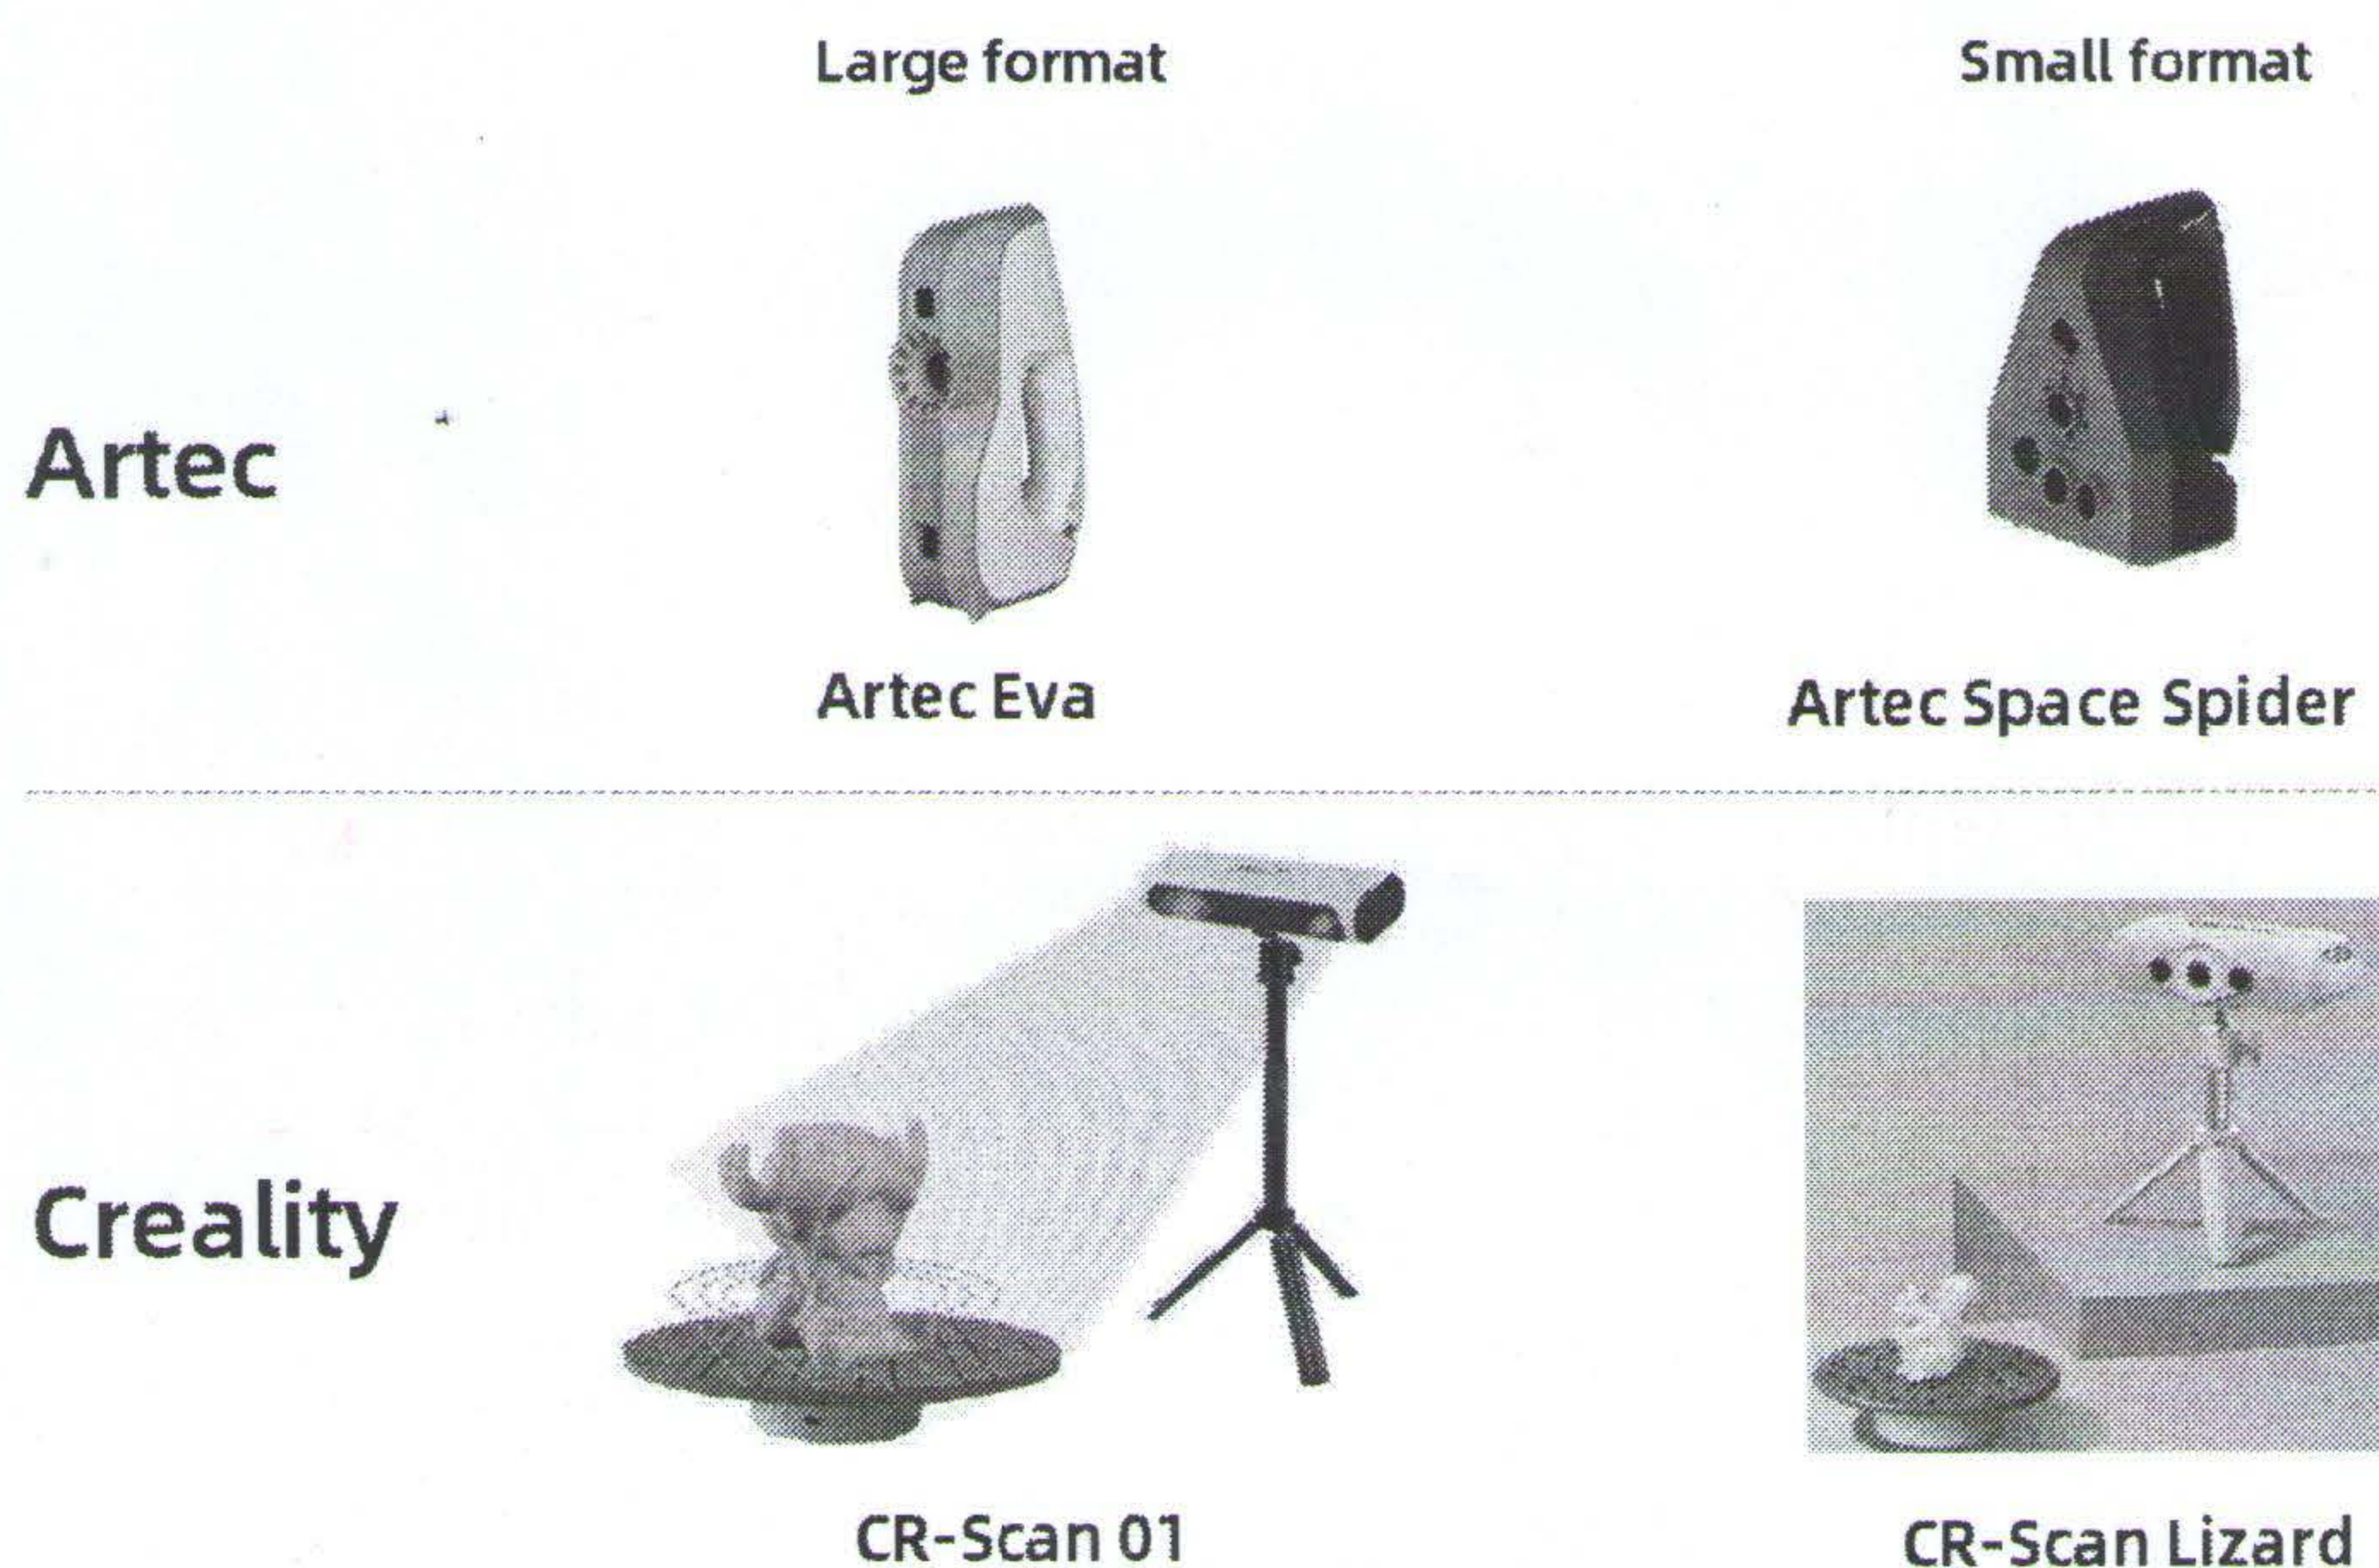 Large format
Small format
Artec
Artec Eva
Artec Space Spider
Creality
CR-Scan 01
CR-Scan Lizard